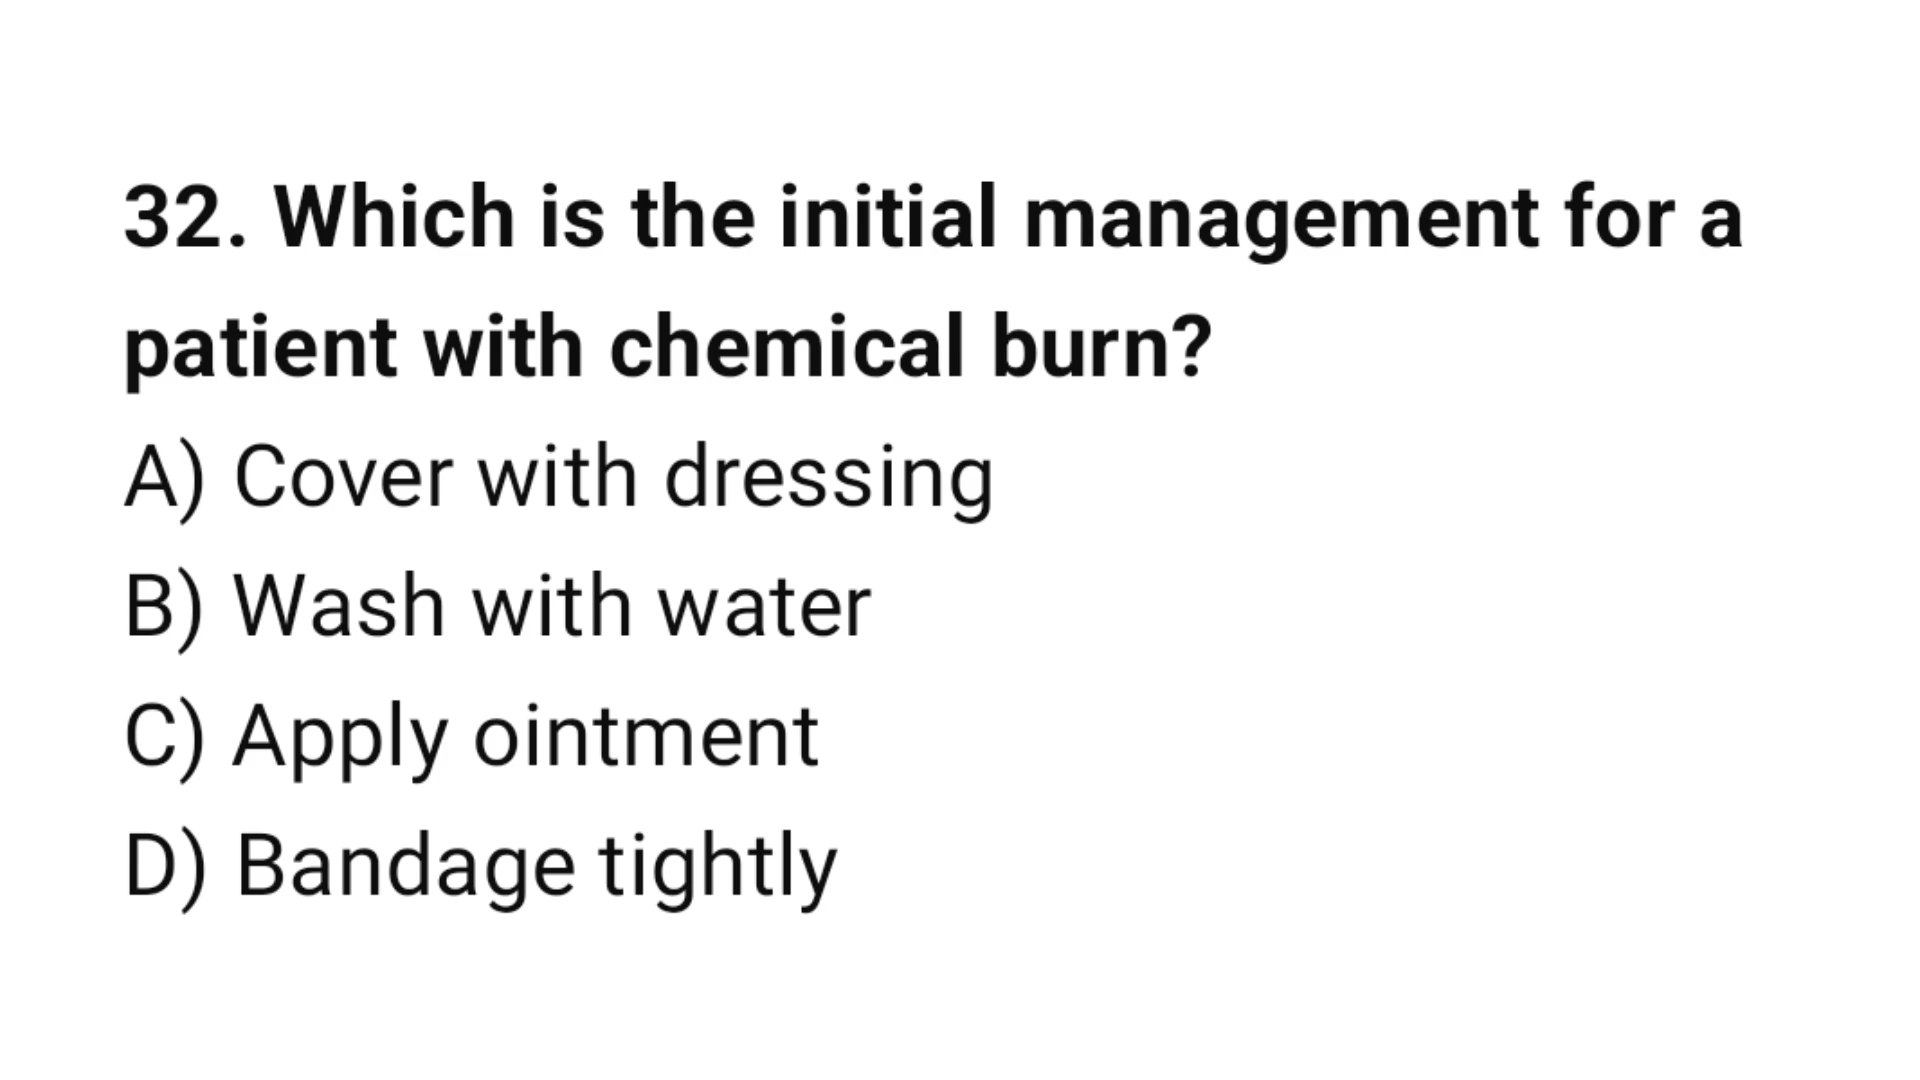 32. Which is the initial management for a
patient with chemical burn?
A) Cover with dressing
B) Wash with water
C) Apply ointment
D) Bandage tightly